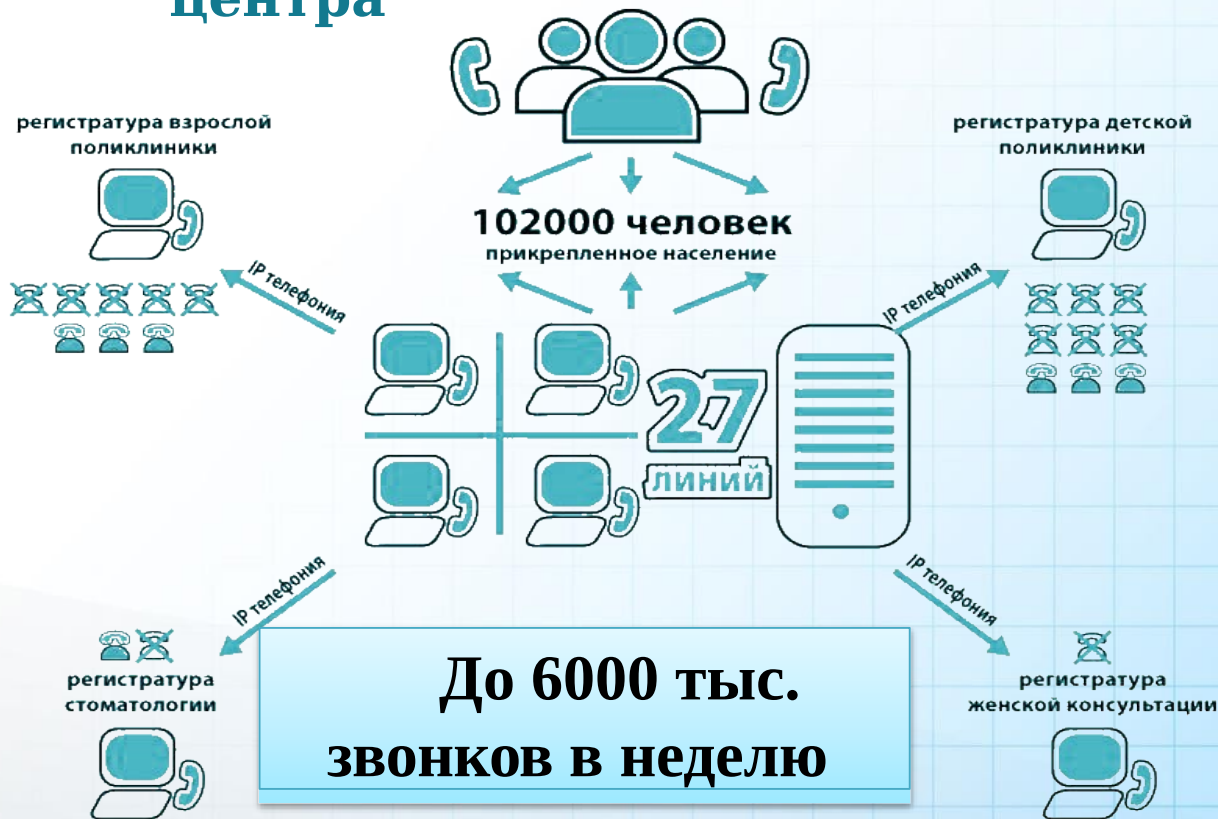 центра
регистратура взрослой
поликлиники
регистратура детской
поликлиники
102000 человек
прикрепленное население
IP телефония
IP телефония
27
линий
IP телефония
IP телефония
регистратура
стоматологии
регистратура
женской консультации
До 6000 тыс.
звонков в неделю